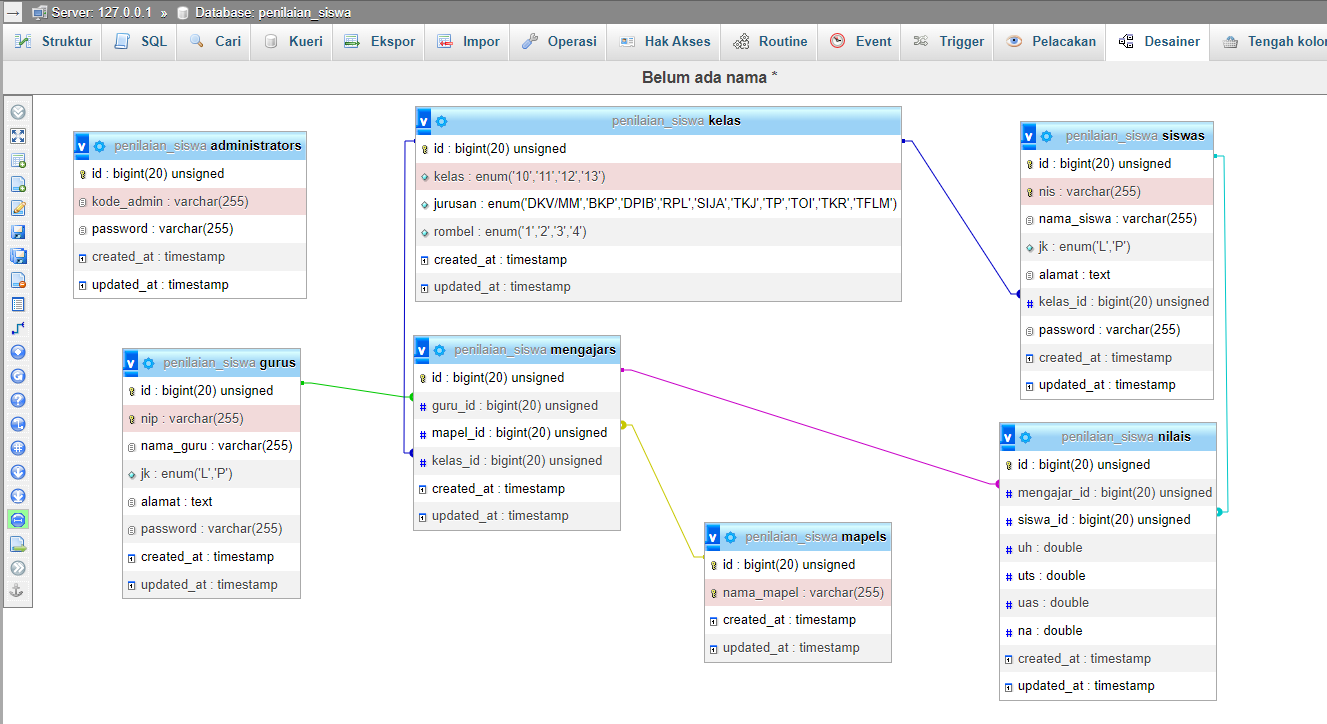 Server: 127.0.0.1 » Database: penilaian_siswa
Struktur SQL Cari Kueri Ekspor Impor Operasi Hak Akses Routine Event Trigger Pelacakan Desainer
Belum ada nama *
v penilaian_siswa administrators
id : bigint(20) unsigned
kode_admin : varchar(255)
password : varchar(255)
created_at : timestamp
updated_at : timestamp
v penilaian_siswa kelas
id : bigint(20) unsigned
kelas : enum('10','11','12','13')
jurusan : enum('DKV/MM','BKP','DPIB','RPL','SIJA','TKJ','TP','TOI','TKR','TFLM')
rombel : enum('1','2','3','4')
created_at : timestamp
updated_at : timestamp
v penilaian_siswa siswas
id : bigint(20) unsigned
nis : varchar(255)
nama_siswa : varchar(255)
jk : enum('L','P')
alamat : text
# kelas_id : bigint(20) unsigned
password : varchar(255)
created_at : timestamp
updated_at : timestamp
v penilaian_siswa gurus
id : bigint(20) unsigned
nip : varchar(255)
nama_guru : varchar(255)
jk : enum('L','P')
alamat : text
password : varchar(255)
created_at : timestamp
updated_at : timestamp
v penilaian_siswa mengajars
id : bigint(20) unsigned
# guru_id : bigint(20) unsigned
# mapel_id : bigint(20) unsigned
# kelas_id : bigint(20) unsigned
created_at : timestamp
updated_at : timestamp
v penilaian_siswa mapels
id : bigint(20) unsigned
nama_mapel : varchar(255)
created_at : timestamp
updated_at : timestamp
v penilaian_siswa nilais
id : bigint(20) unsigned
# mengajar_id : bigint(20) unsigned
# siswa_id : bigint(20) unsigned
# uh : double
# uts : double
# uas : double
# na : double
created_at : timestamp
updated_at : timestamp